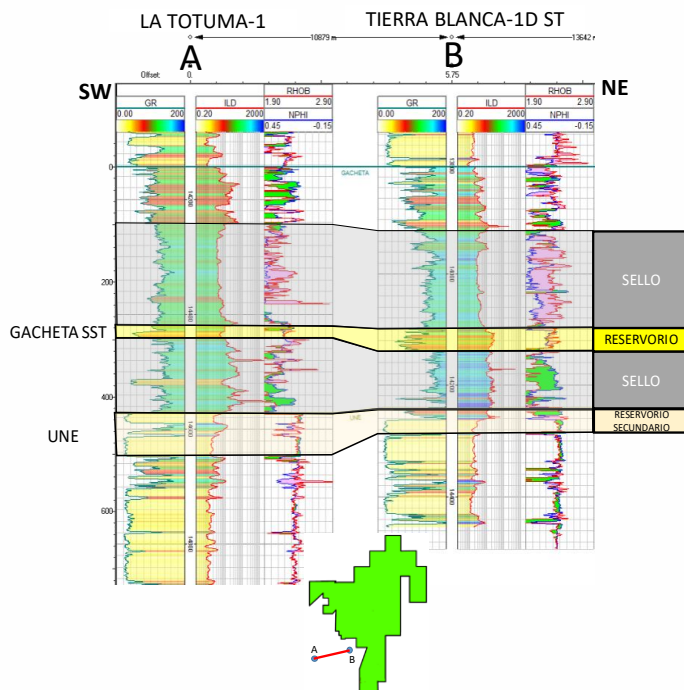 LA TOTUMA-1
TIERRA BLANCA-1D ST
10879 m
13642 r
A
B
Offset: 0. 5.75
SW
NE
GR
0.00 200
ILD
0.20 2000
RHOB
1.90 2.90
NPHI
0.45 -0.15
GR
0.00 200
ILD
0.20 2000
RHOB
1.90 2.90
NPHI
0.45 -0.15
0
GACHETA
200
SELLO
GACHETA SST
RESERVORIO
SELLO
400
UNE
RESERVORIO
SECUNDARIO
UNE
14400
600
A
B